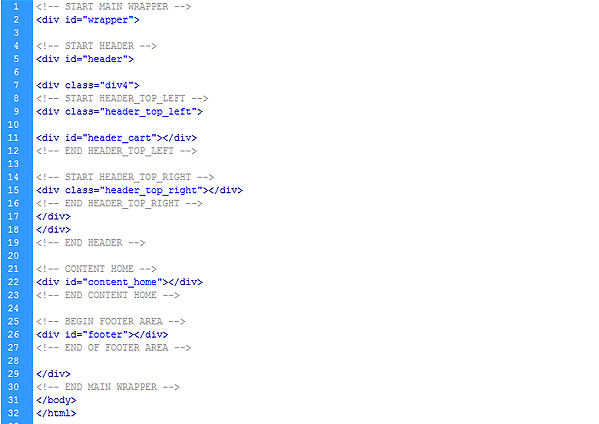 1 <!-- START MAIN WRAPPER -->
2 <div id="wrapper">
3
4 <!-- START HEADER -->
5 <div id="header">
6
7 <div class="div4">
8 <!-- START HEADER_TOP_LEFT -->
9 <div class="header_top_left">
10
11 <div id="header_cart"></div>
12 <!-- END HEADER_TOP_LEFT -->
13
14 <!-- START HEADER_TOP_RIGHT -->
15 <div class="header_top_right"></div>
16 <!-- END HEADER_TOP_RIGHT -->
17 </div>
18 </div>
19 <!-- END HEADER -->
20
21 <!-- CONTENT HOME -->
22 <div id="content_home"></div>
23 <!-- END CONTENT HOME -->
24
25 <!-- BEGIN FOOTER AREA -->
26 <div id="footer"></div>
27 <!-- END OF FOOTER AREA -->
28
29 </div>
30 <!-- END MAIN WRAPPER -->
31 </body>
32 </html>